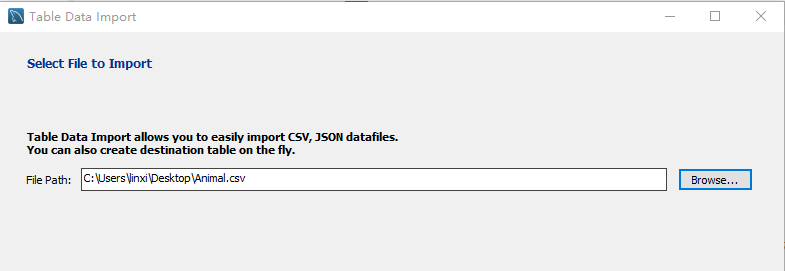 Table Data Import
Select File to Import
Table Data Import allows you to easily import CSV, JSON datafiles.
You can also create destination table on the fly.
File Path: C:\Users\linxi\Desktop\Animal.csv Browse...